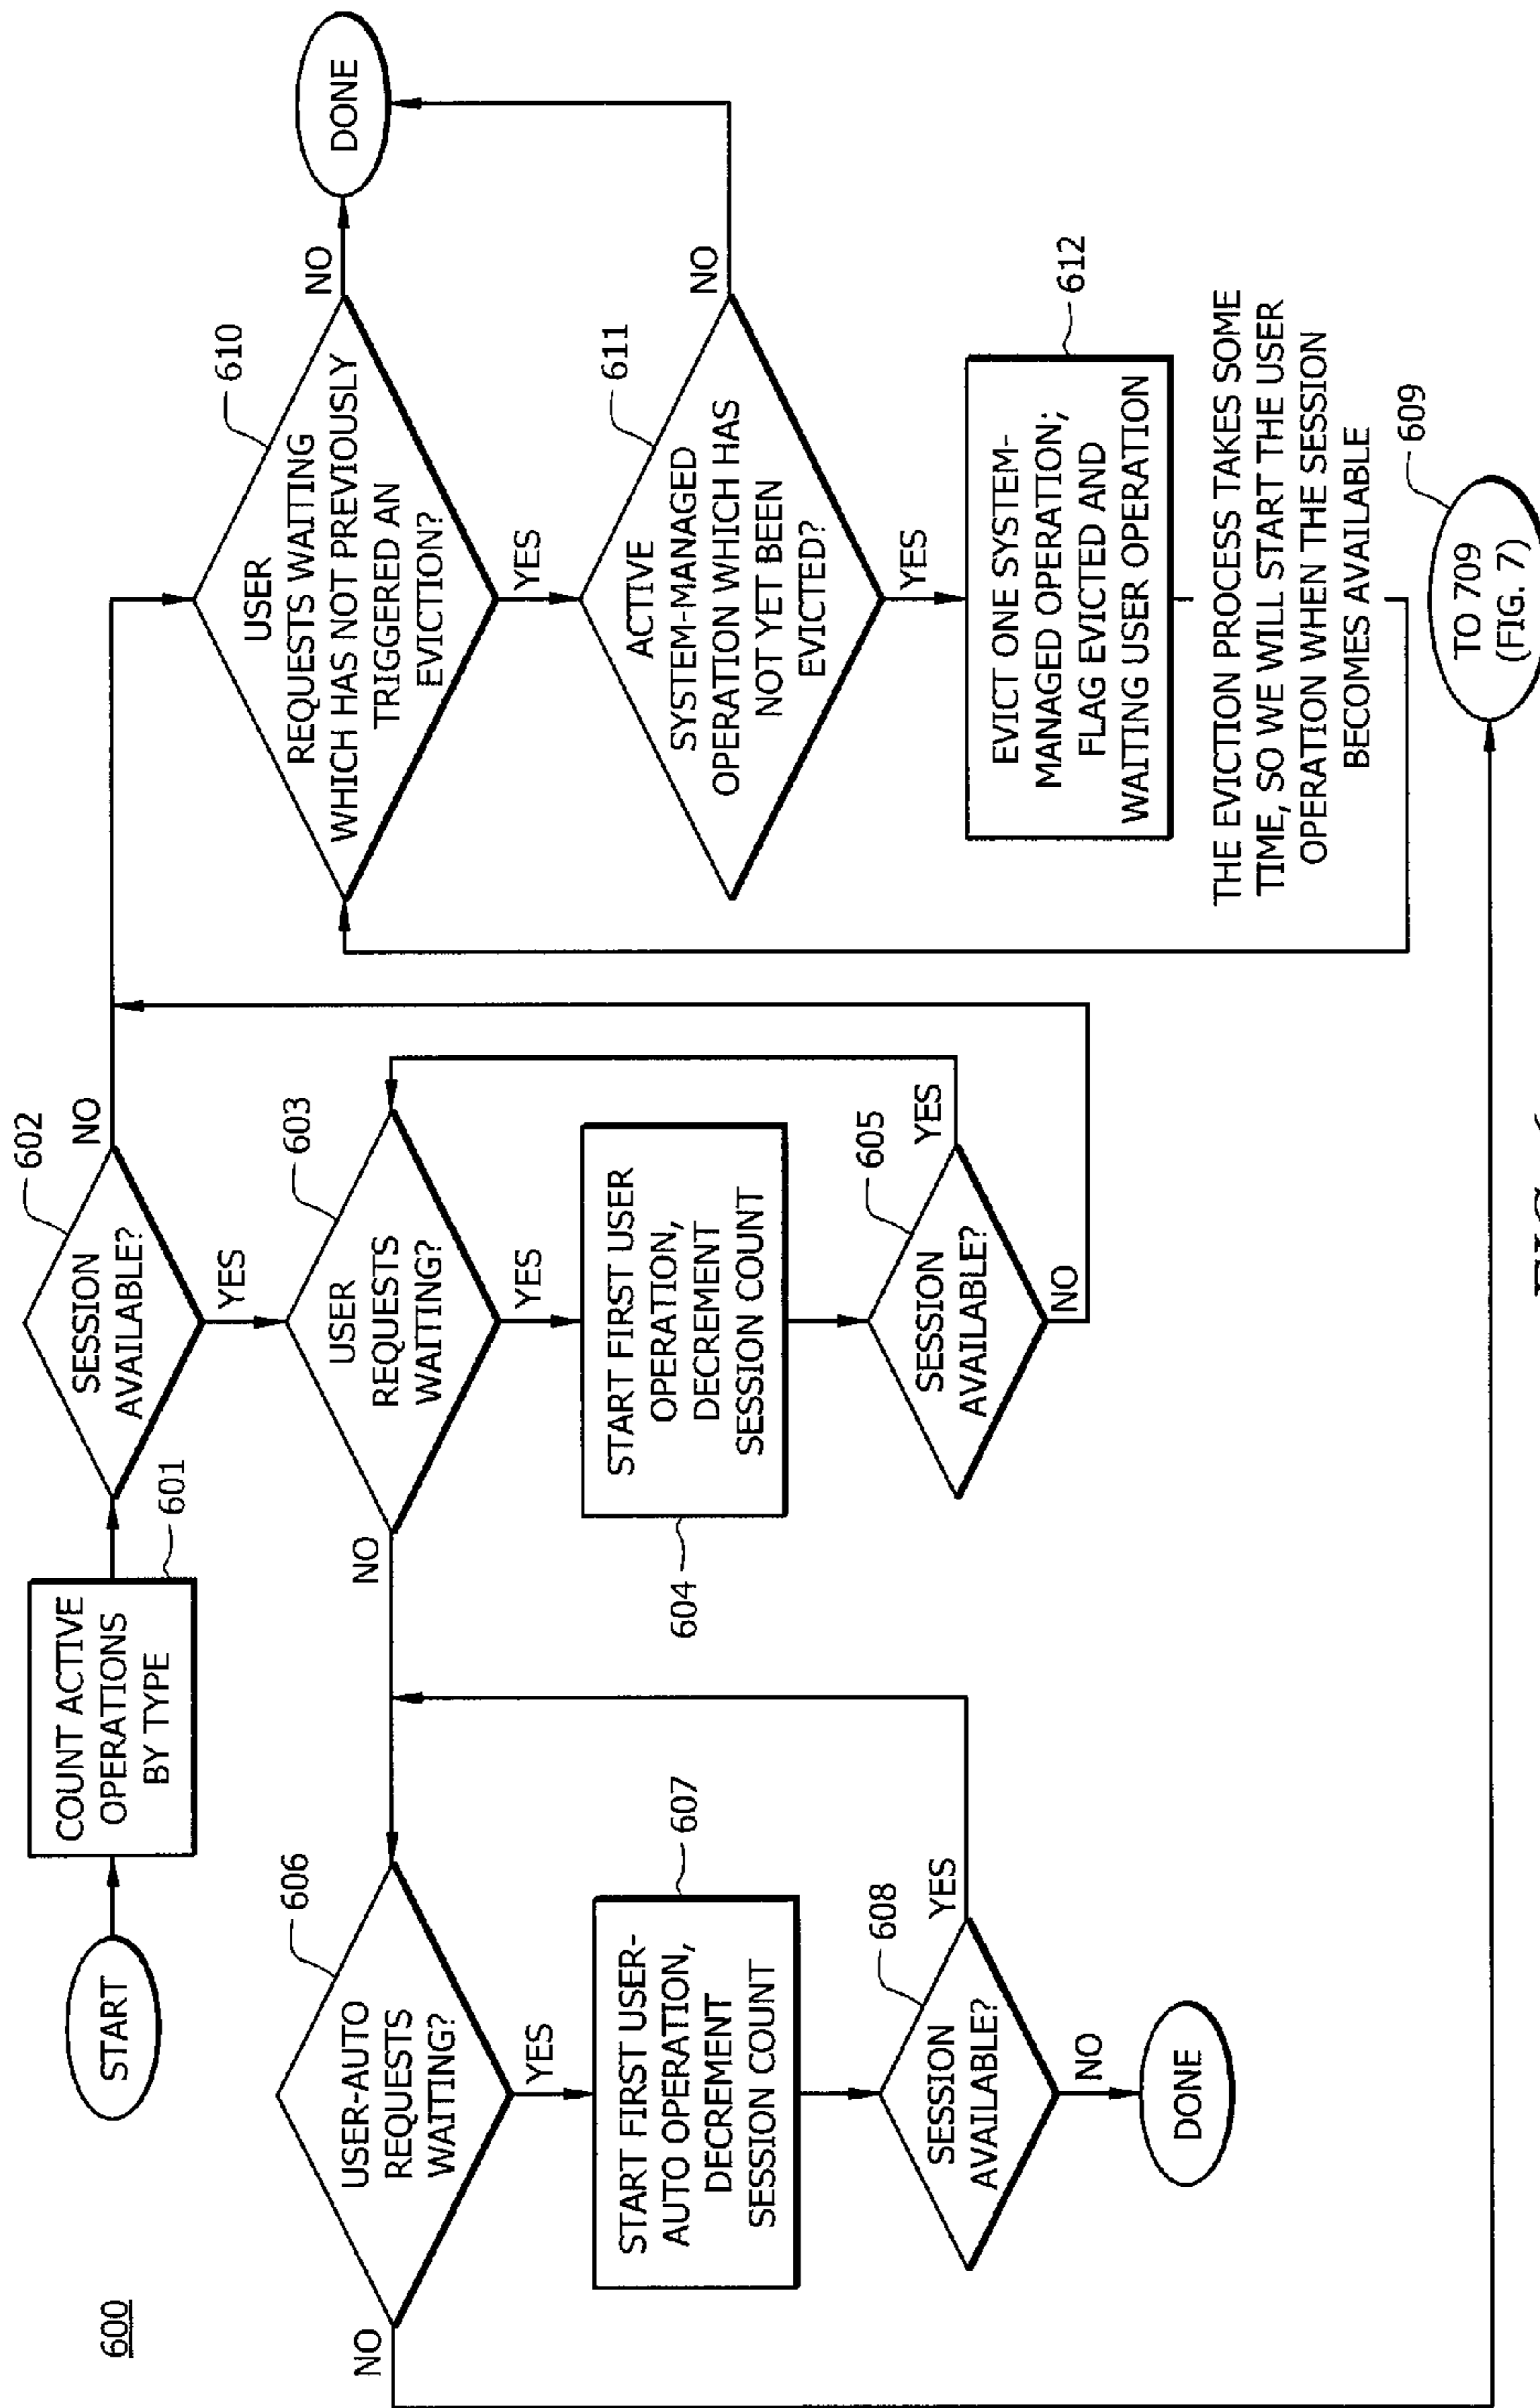 600
START
COUNT ACTIVE
OPERATIONS
BY TYPE
601
SESSION
AVAILABLE?
602
NO
YES
USER
REQUESTS
WAITING?
603
NO
YES
START FIRST USER
OPERATION,
DECREMENT
SESSION COUNT
604
SESSION
AVAILABLE?
605
YES
NO
USER-AUTO
REQUESTS
WAITING?
606
NO
YES
START FIRST USER-
AUTO OPERATION,
DECREMENT
SESSION COUNT
607
SESSION
AVAILABLE?
608
YES
NO
DONE
USER
REQUESTS WAITING
WHICH HAS NOT PREVIOUSLY
TRIGGERED AN
EVICTION?
610
NO
DONE
YES
ACTIVE
SYSTEM-MANAGED
OPERATION WHICH HAS
NOT YET BEEN
EVICTED?
611
NO
YES
EVICT ONE SYSTEM-
MANAGED OPERATION;
FLAG EVICTED AND
WAITING USER OPERATION
612
THE EVICTION PROCESS TAKES SOME
TIME, SO WE WILL START THE USER
OPERATION WHEN THE SESSION
BECOMES AVAILABLE
TO 709
(FIG. 7)
609